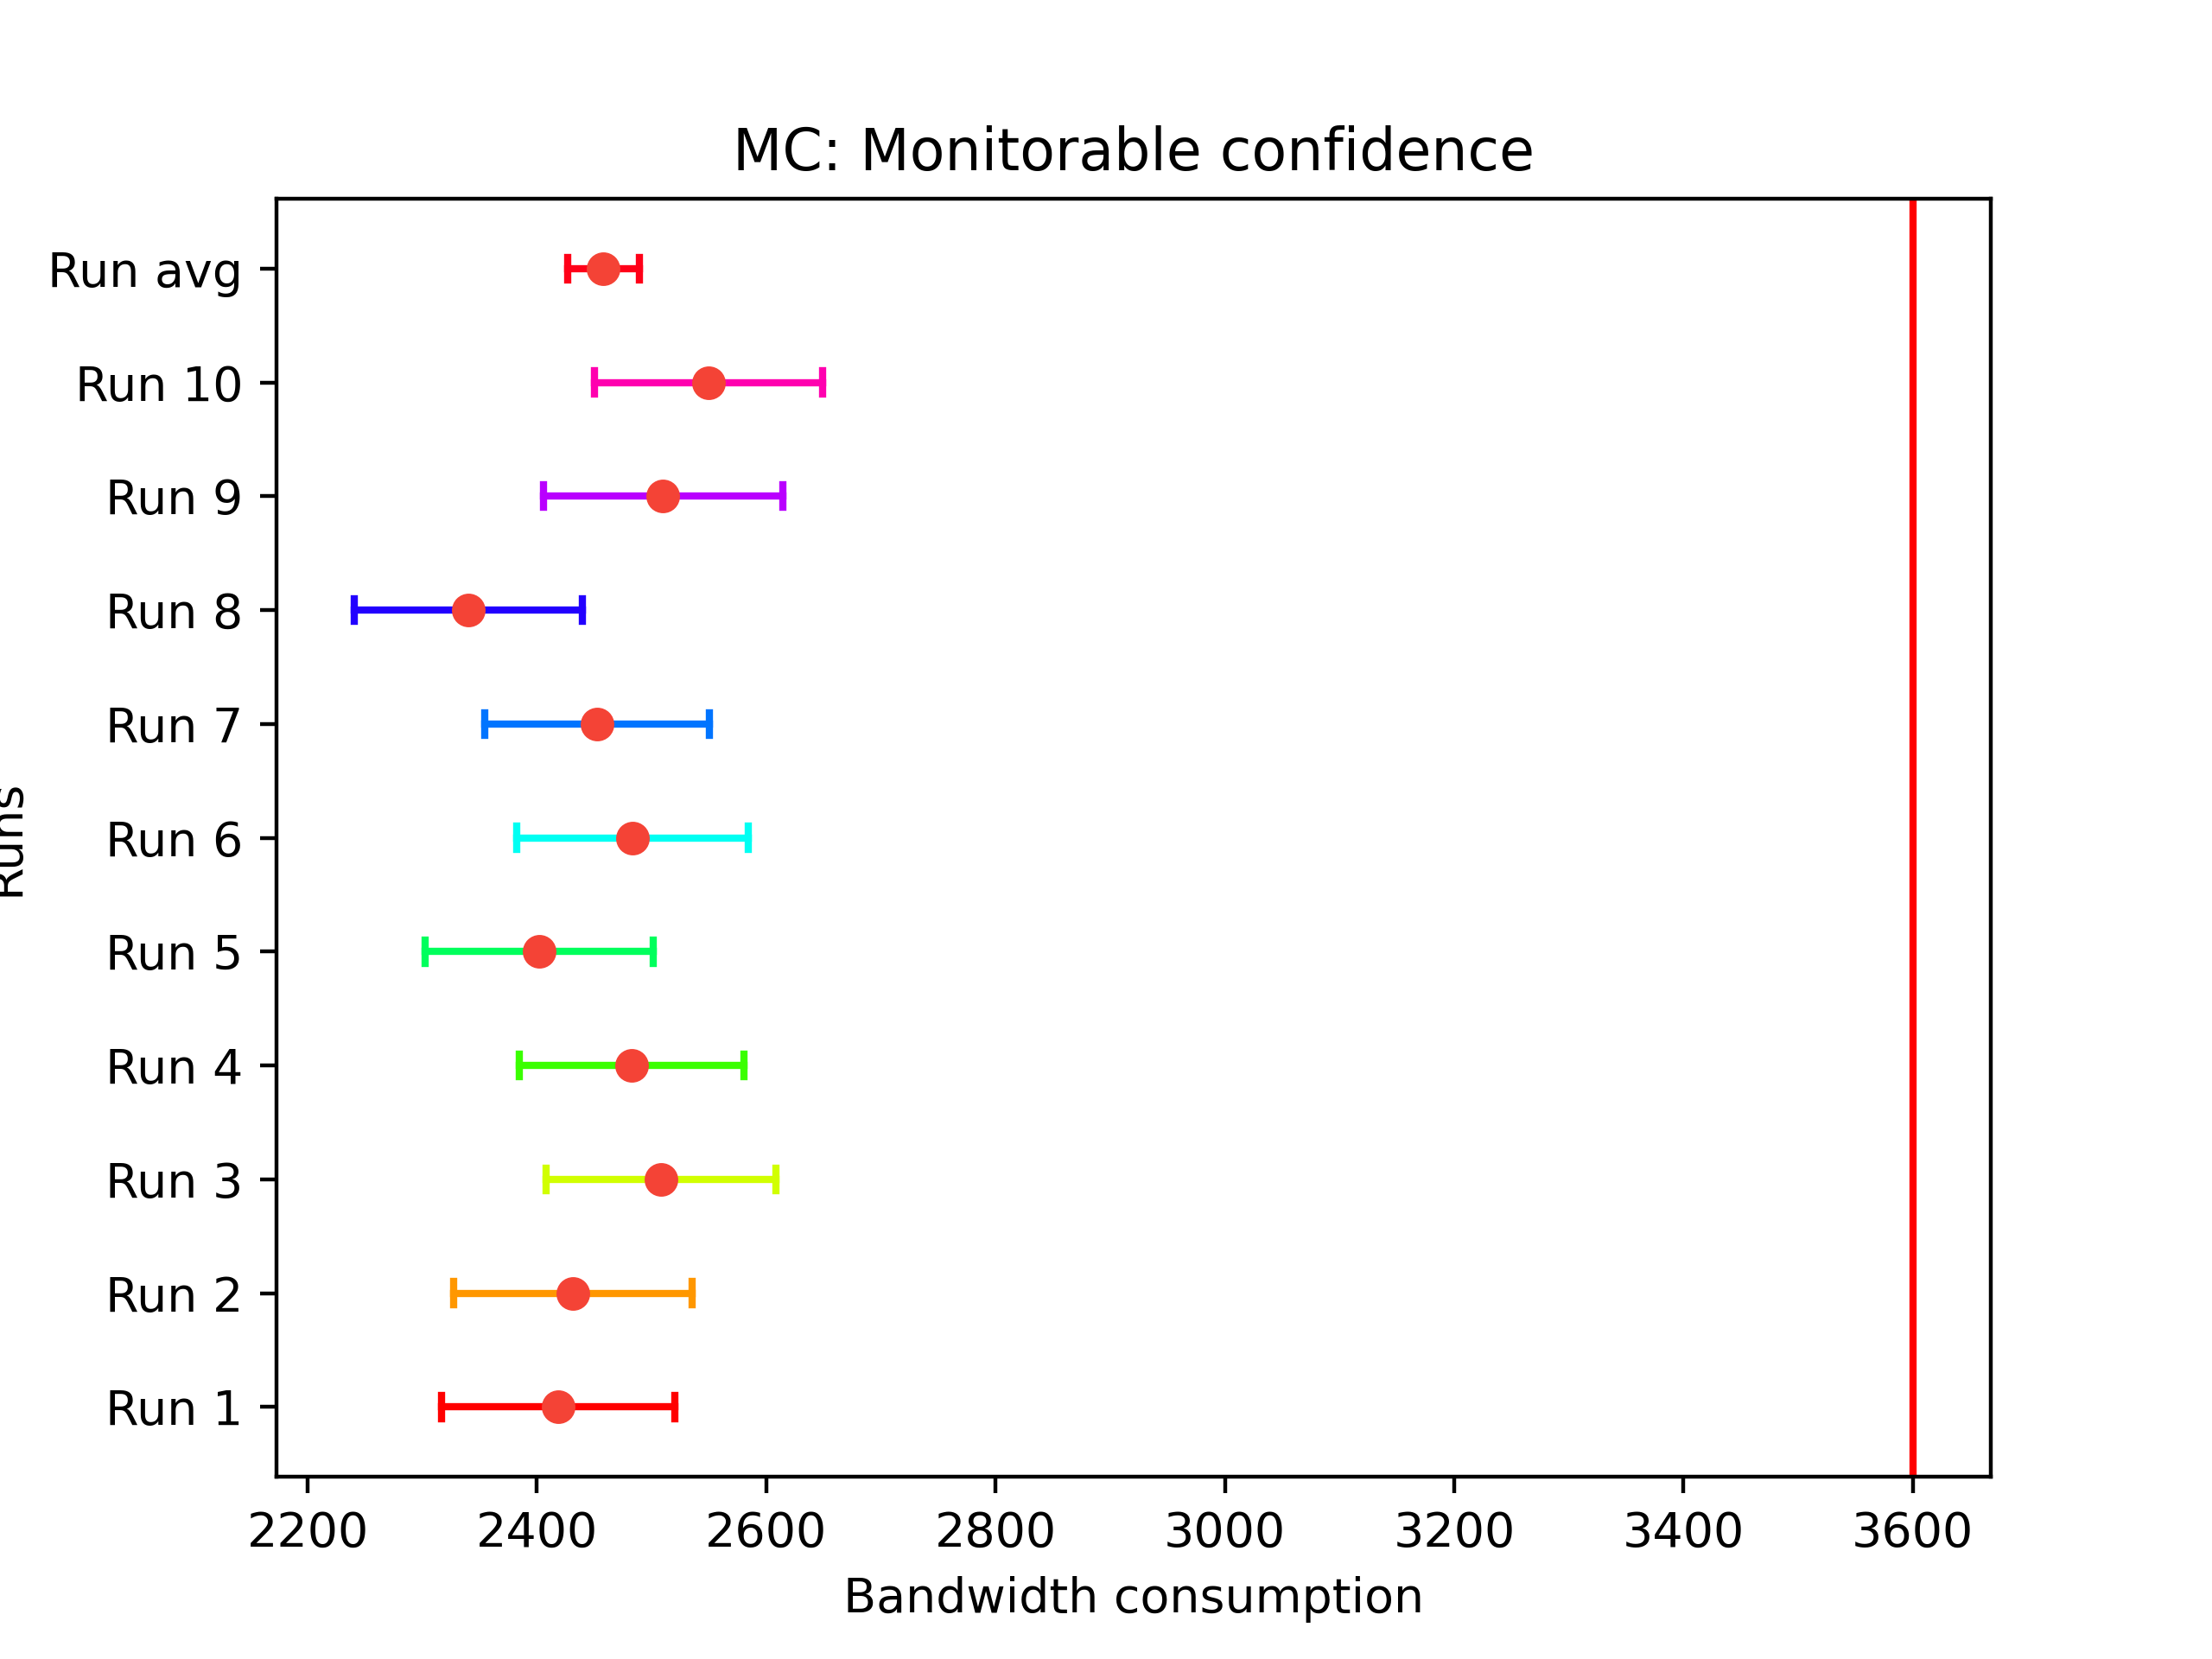 MC: Monitorable confidence
Run avg
Run 10
Run 9
Run 8
Run 7
Run 6
Run 5
Run 4
Run 3
Run 2
Run 1
Runs
2200 2400 2600 2800 3000 3200 3400 3600
Bandwidth consumption